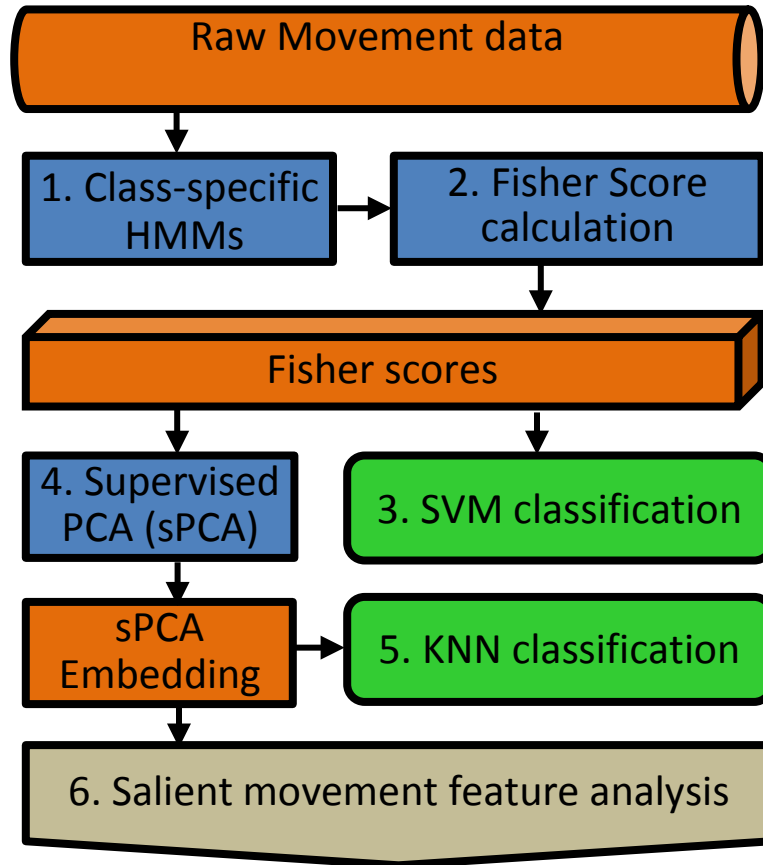 Raw Movement data
1. Class-specific
HMMs
2. Fisher Score
calculation
Fisher scores
4. Supervised
PCA (sPCA)
3. SVM classification
sPCA
Embedding
5. KNN classification
6. Salient movement feature analysis